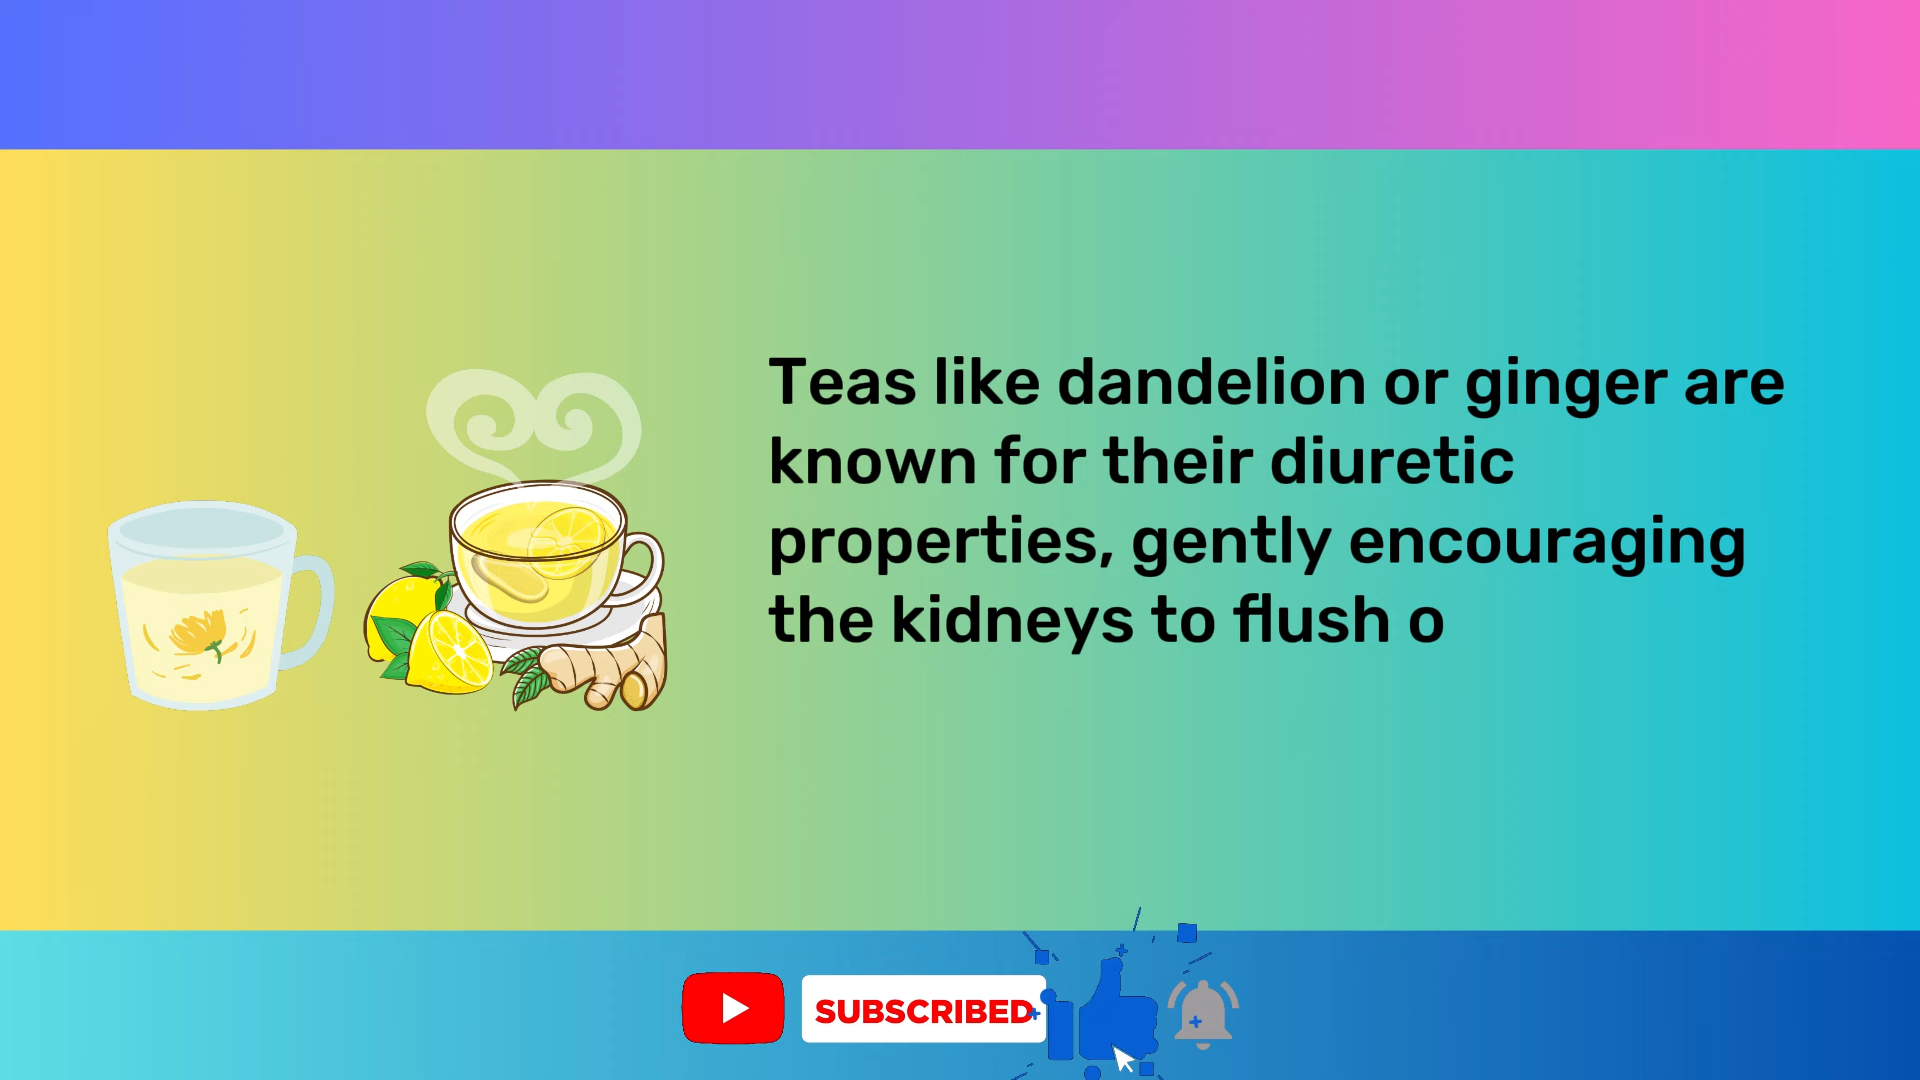 Teas like dandelion or ginger are
known for their diuretic
properties, gently encouraging
the kidneys to flush o
SUBSCRIBED